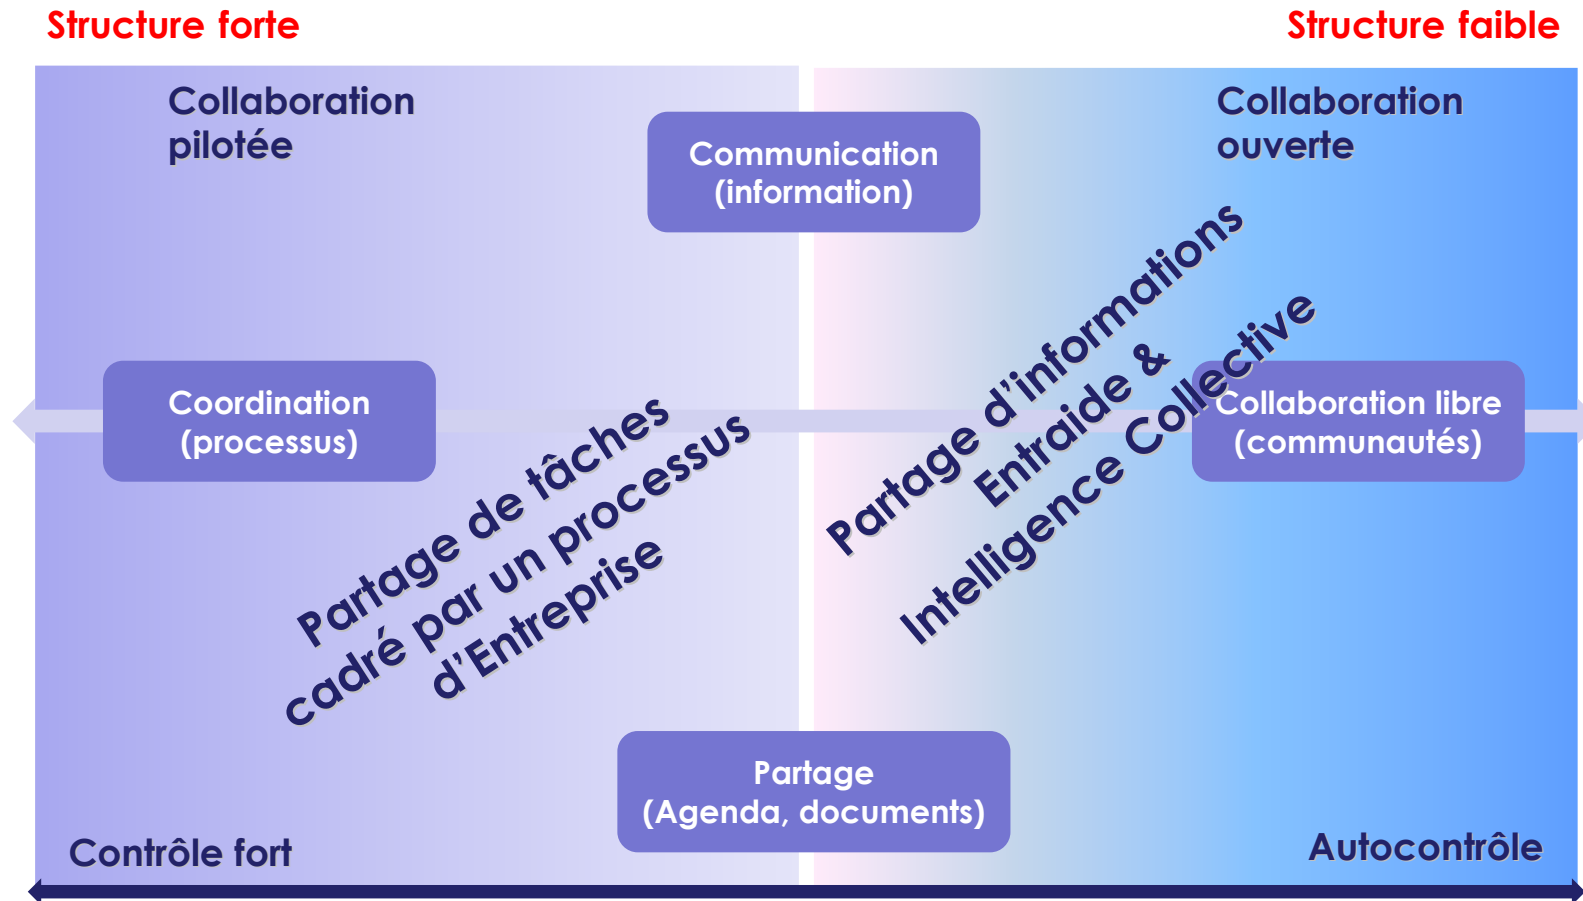 Structure forte
Structure faible
Collaboration
pilotée
Communication
(information)
Collaboration
ouverte
Coordination
(processus)
Partage de tâches
cadré par un processus
d’Entreprise
Partage d’informations
Entraide &
Intelligence Collective
Collaboration libre
(communautés)
Partage
(Agenda, documents)
Contrôle fort
Autocontrôle